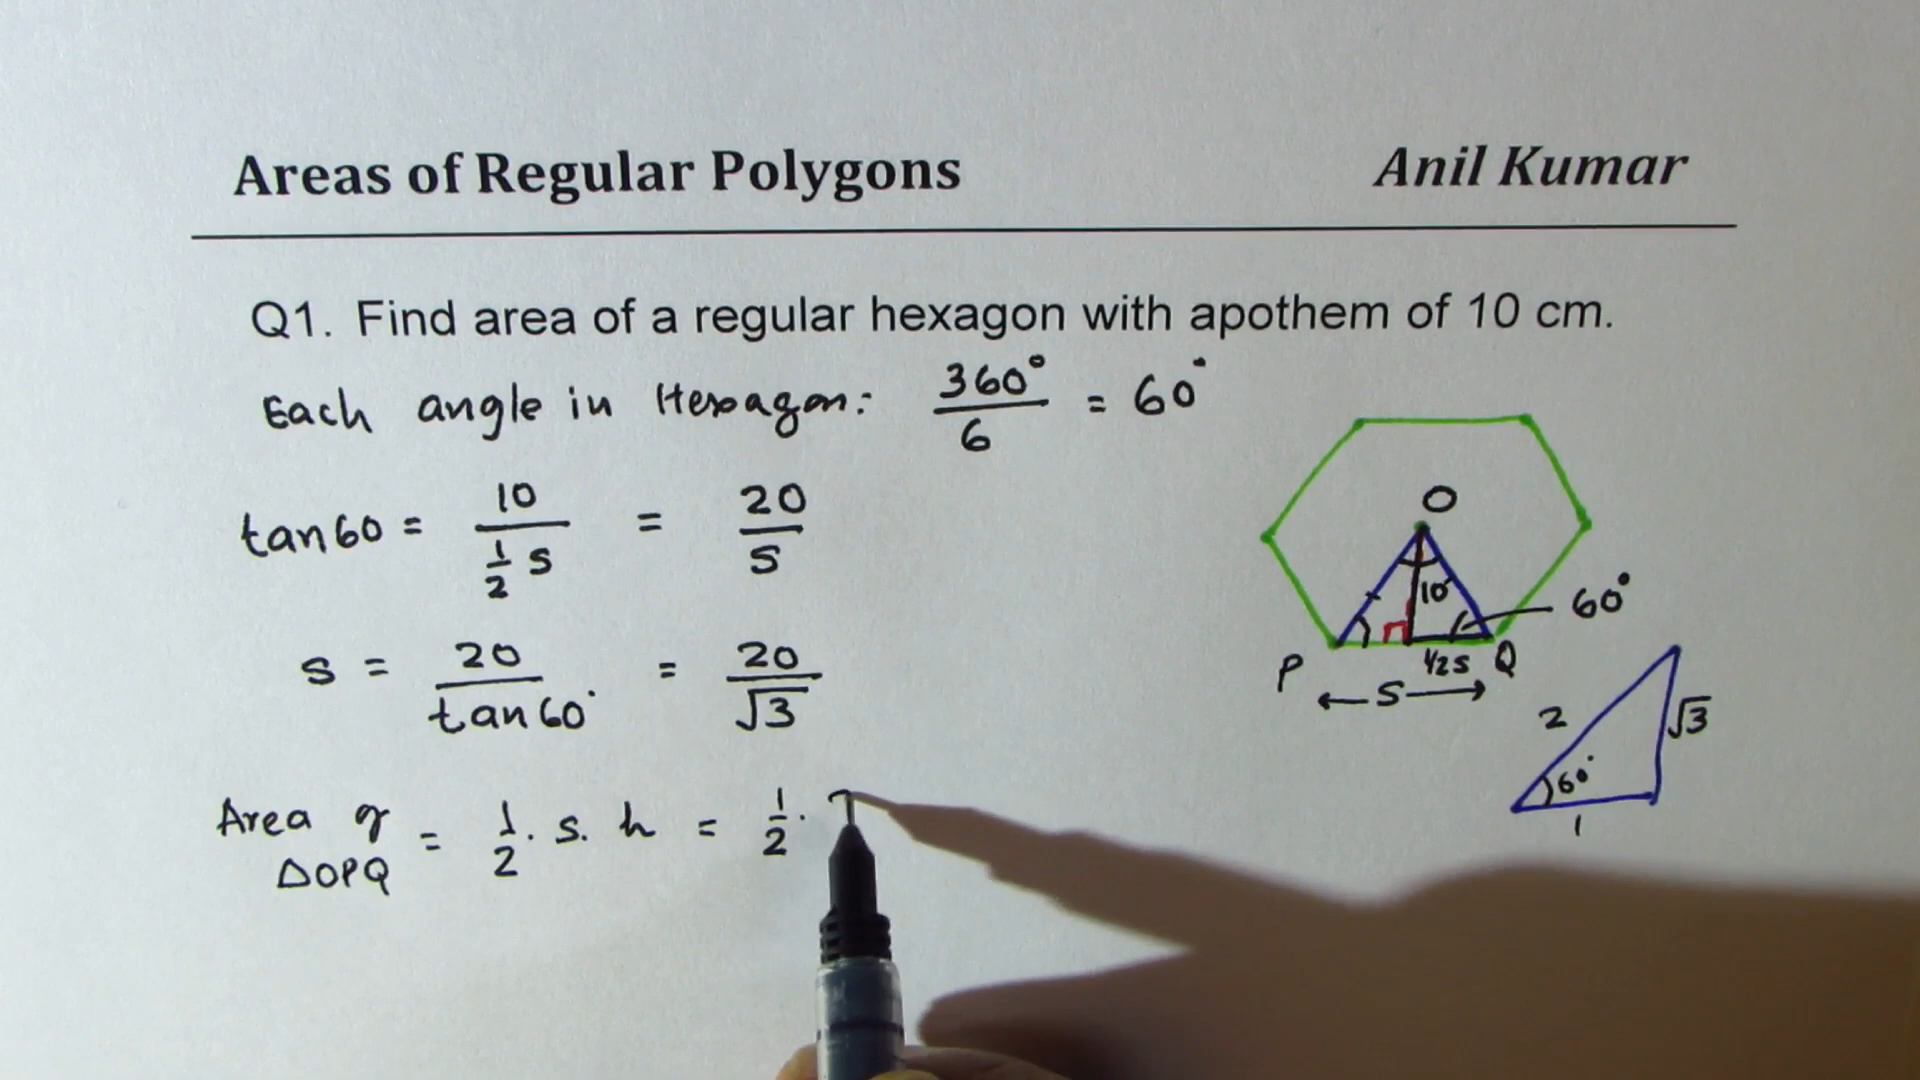 Areas of Regular Polygons
Anil Kumar
Q1. Find area of a regular hexagon with apothem of 10 cm.
Each angle in Hexagon: 360°/6 = 60°
tan60 = 10/(1/2 s) = 20/s
s = 20/tan60° = 20/√3
Area of ΔOPQ = 1/2 · s. h = 1/2 ·
O
10
60°
P
1/2 s
Q
←S→
2
√3
60°
1